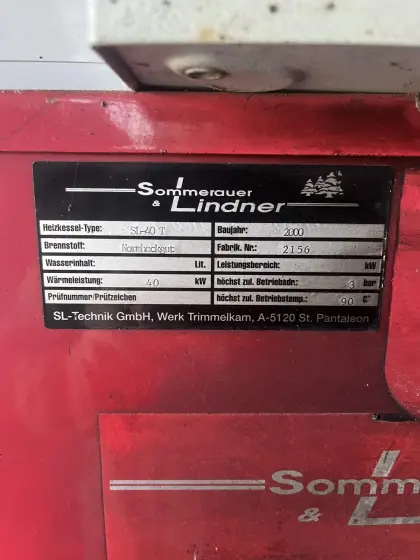 Sommerauer
& Lindner
Heizkessel-Type: SL-40 T Baujahr: 2000
Brennstoff: Normhackgut Fabrik. Nr.: 2156
Wasserinhalt: Lit. Leistungsbereich: kW
Wärmeleistung: 40 kW höchst zul. Betriebsdr.: 3 bar
Prüfnummer/Prüfzeichen höchst zul. Betriebstemp.: 90 C°
SL-Technik GmbH, Werk Trimmelkam, A-5120 St. Pantaleon
Somm
& L